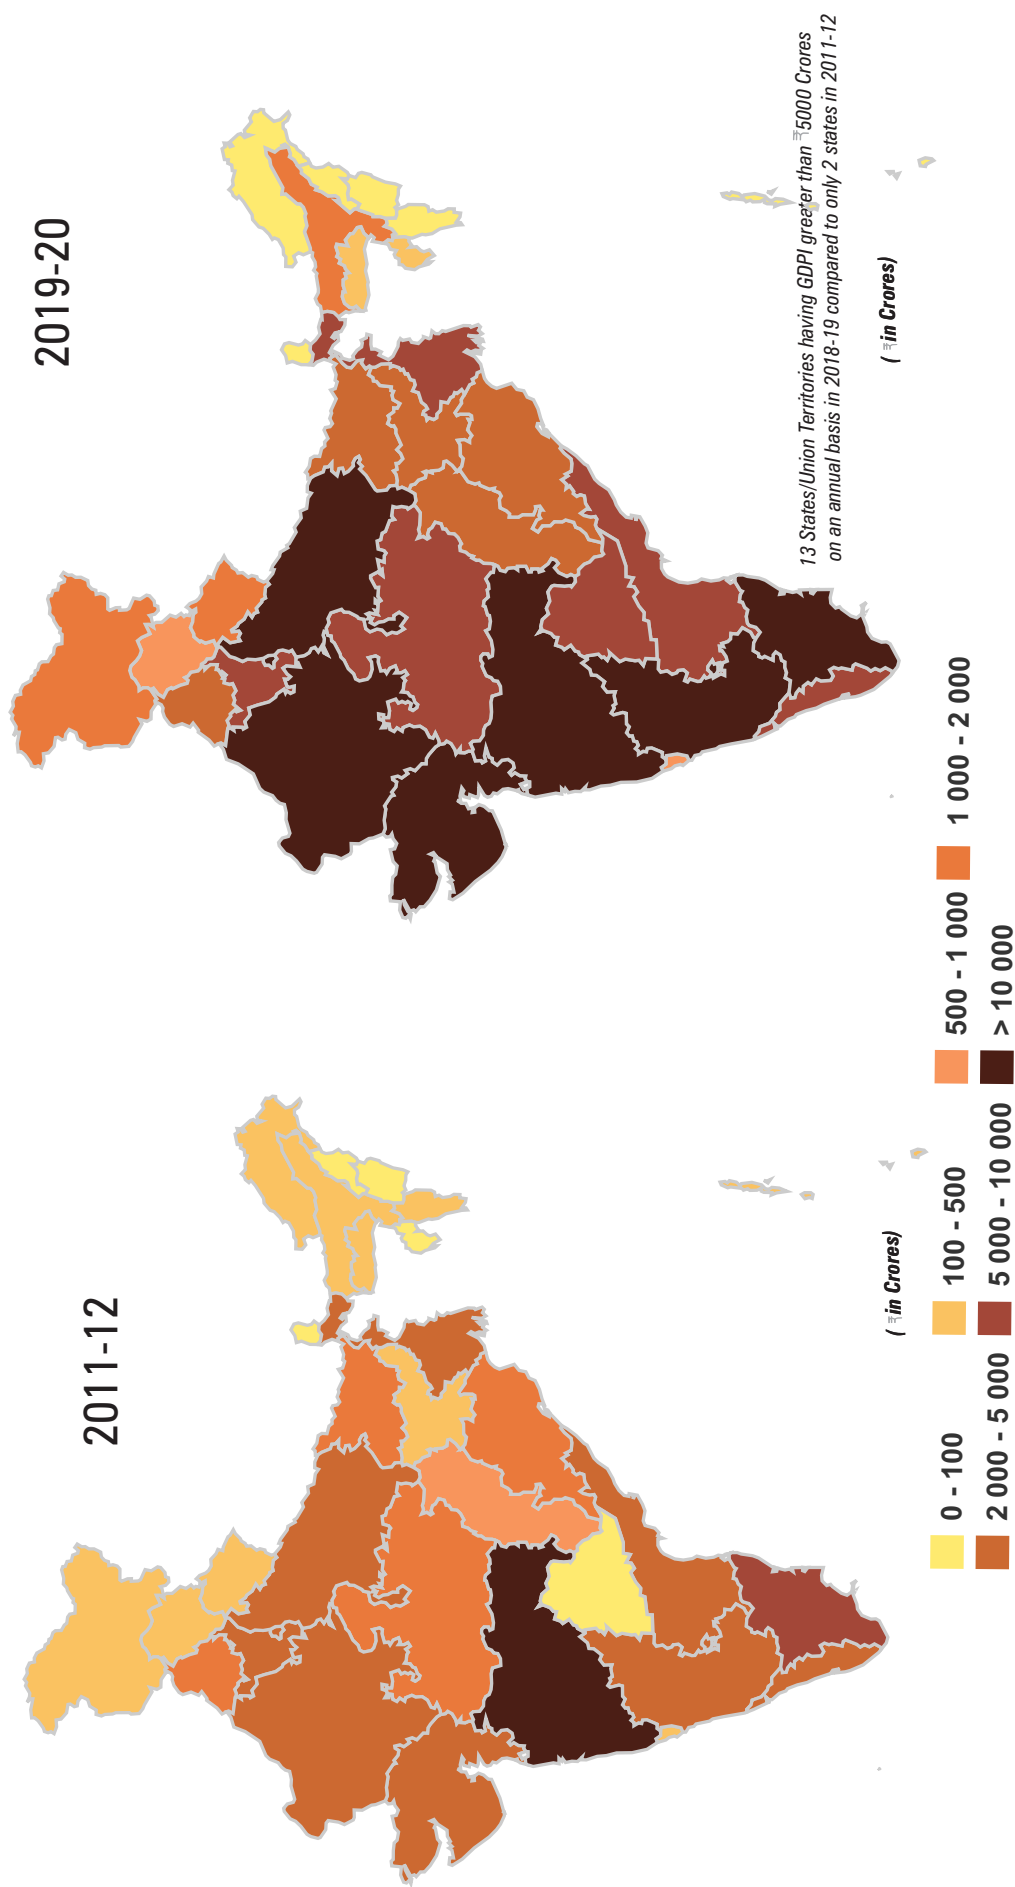 2011-12
2019-20
(₹in Crores)
(₹in Crores)
13 States/Union Territories having GDPI greater than ₹5000 Crores
on an annual basis in 2018-19 compared to only 2 states in 2011-12
0 - 100
100 - 500
500 - 1 000
1 000 - 2 000
2 000 - 5 000
5 000 - 10 000
> 10 000